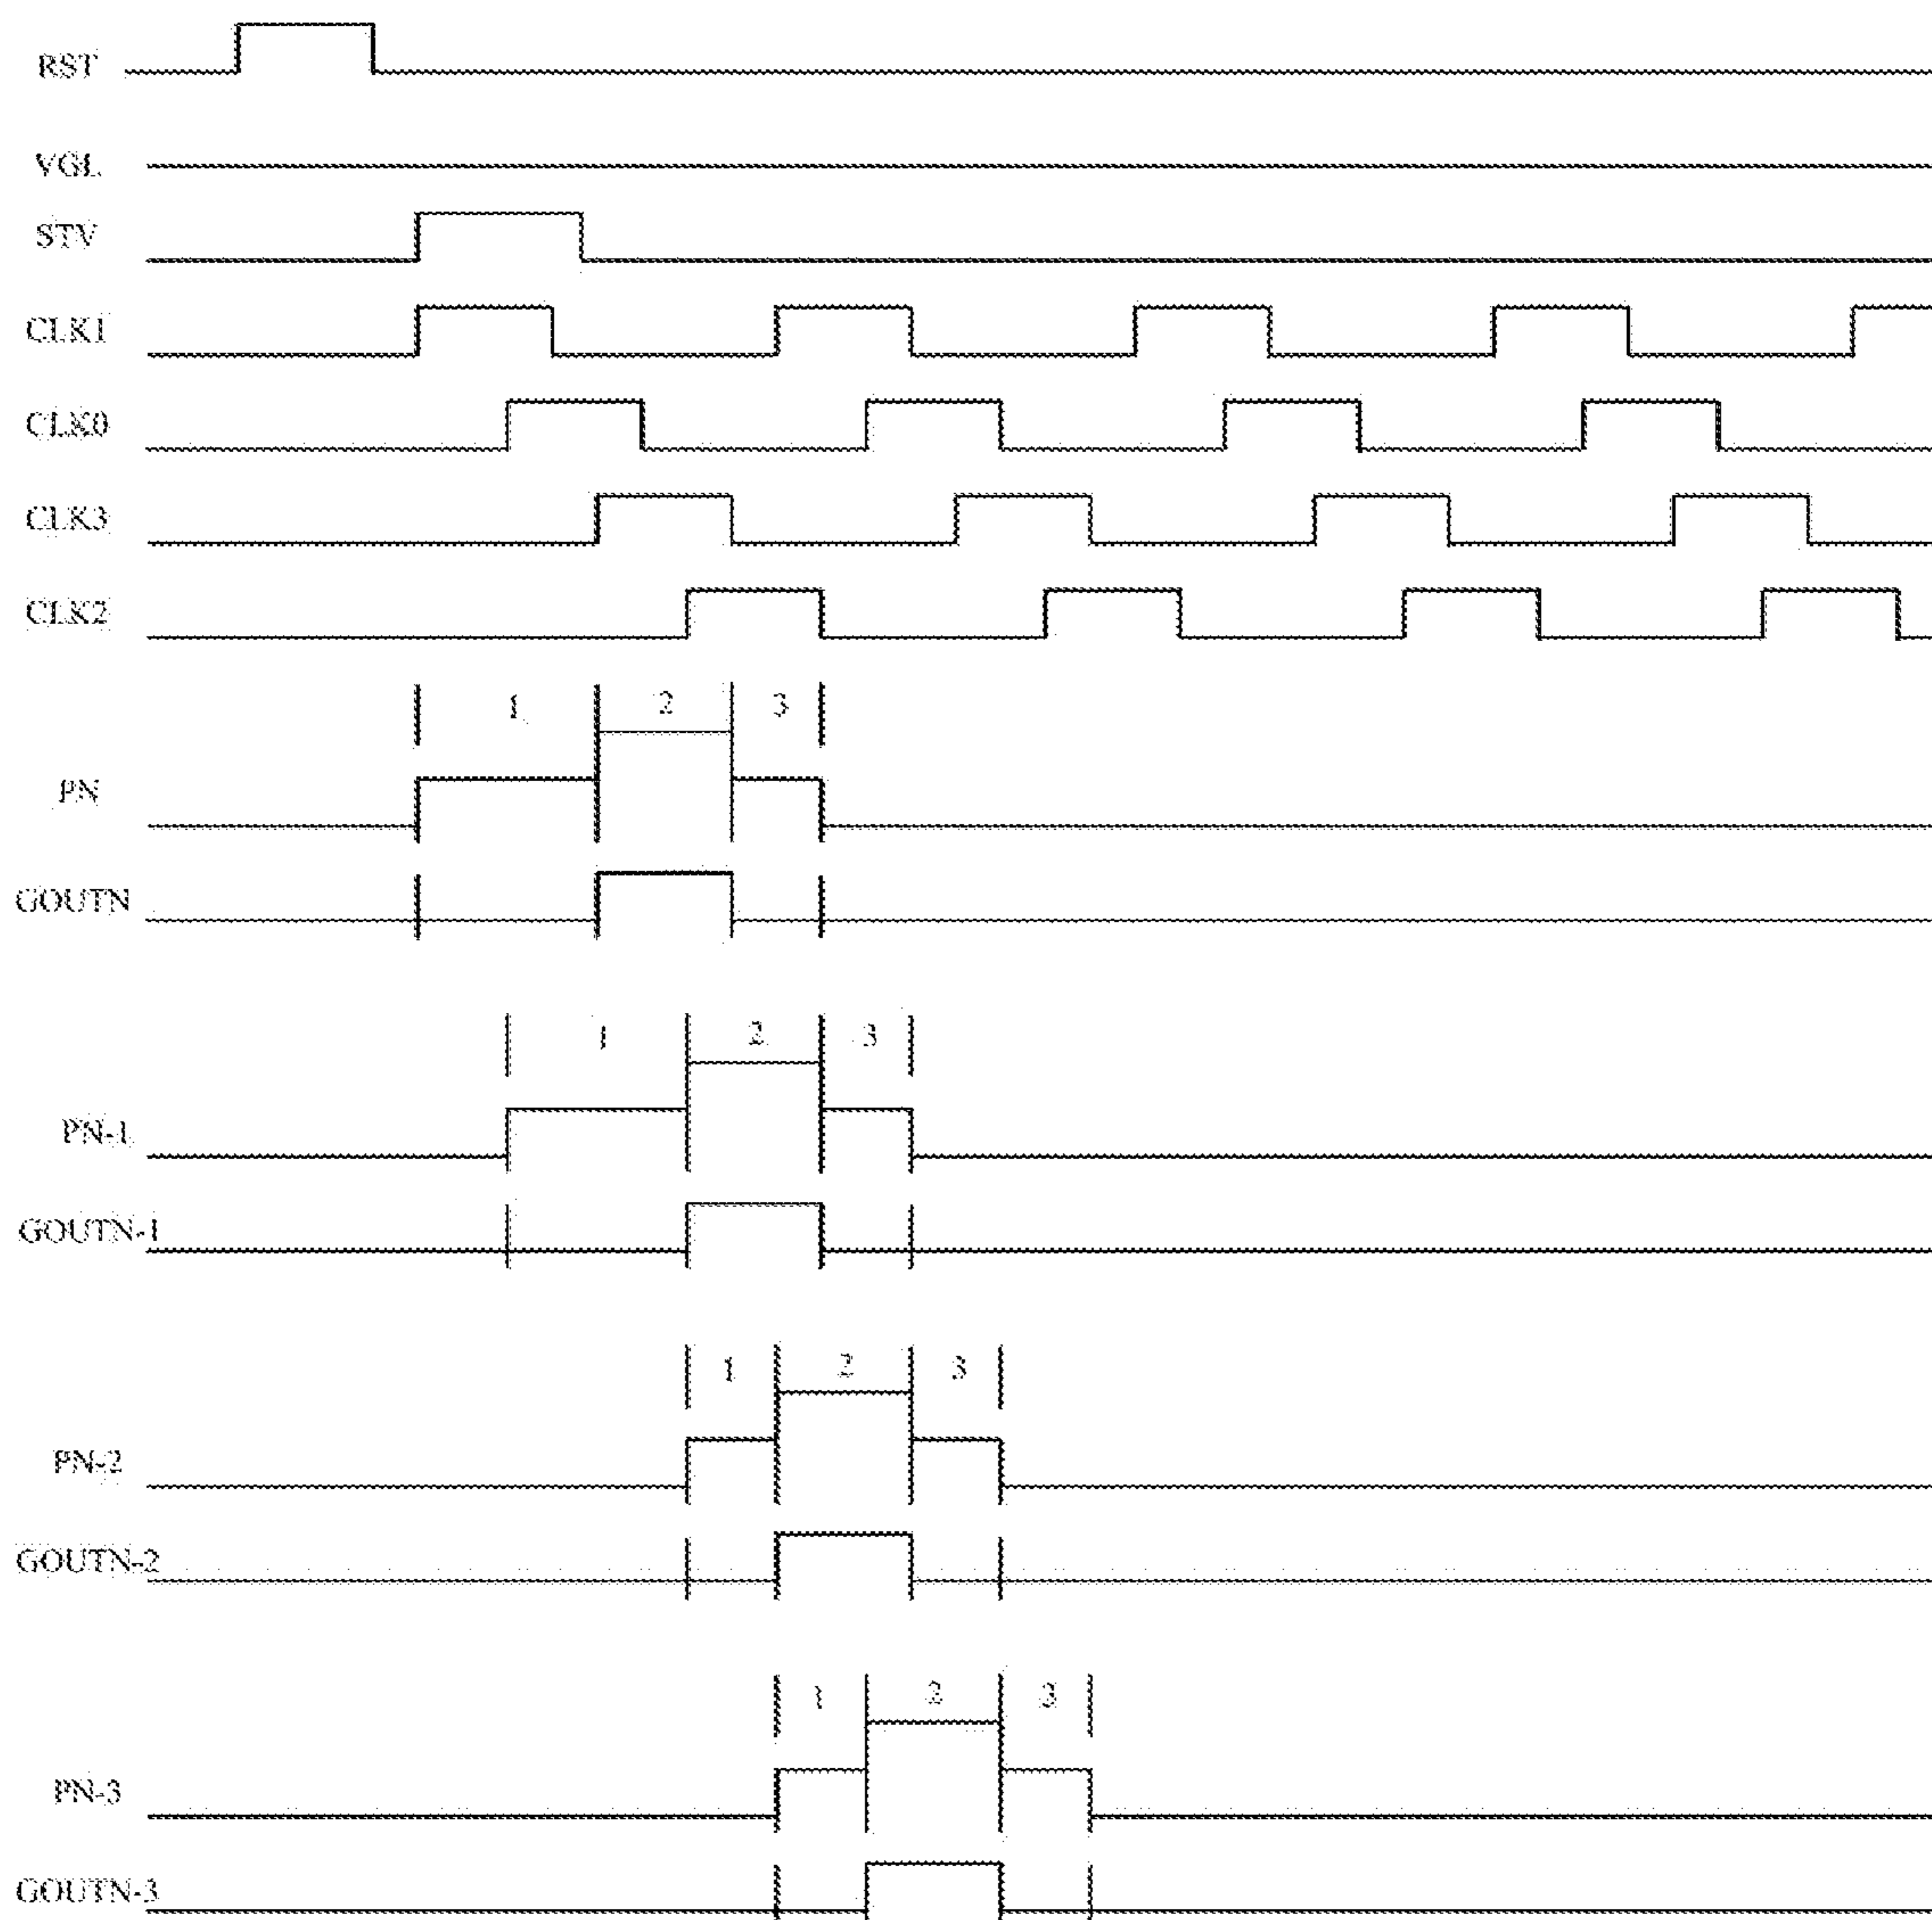 RST
VGL
STV
CLK1
CLK0
CLK3
CLK2
1 2 3
PN
GOUTN
1 2 3
PN-1
GOUTN-1
1 2 3
PN-2
GOUTN-2
1 2 3
PN-3
GOUTN-3